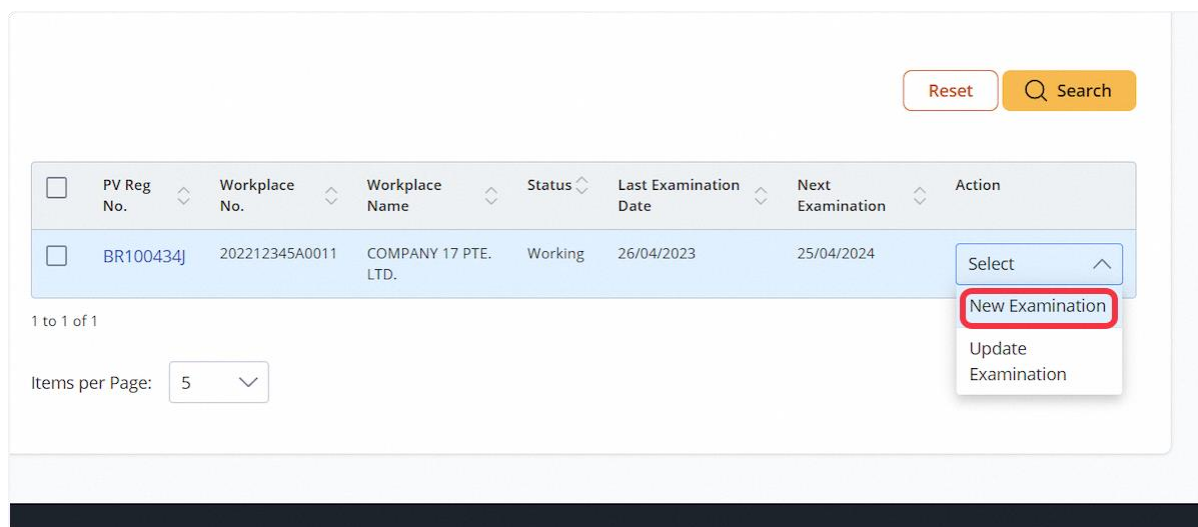 Reset Search
PV Reg No. Workplace No. Workplace Name Status Last Examination Date Next Examination Action
BR100434J 202212345A0011 COMPANY 17 PTE. LTD. Working 26/04/2023 25/04/2024 Select
New Examination
Update
Examination
1 to 1 of 1
Items per Page: 5